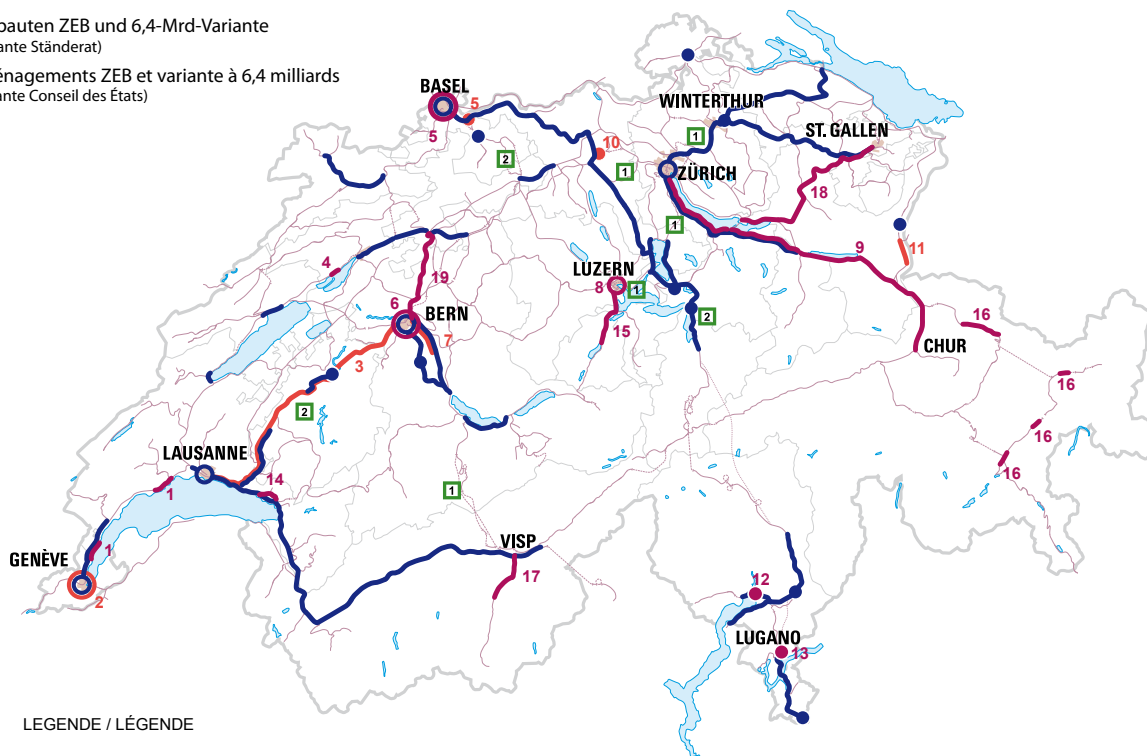 bauten ZEB und 6,4-Mrd-Variante
ante Ständerat)
énagements ZEB et variante à 6,4 milliards
ante Conseil des États)
BASEL
5
5
WINTERTHUR
10
1
ST. GALLEN
2
1
ZÜRICH
18
1
4
19
LUZERN
9
11
8
1
6
BERN
2
16
15
7
3
CHUR
16
2
16
LAUSANNE
16
14
1
1
1
VISP
GENÈVE
17
12
2
LUGANO
13
LEGENDE / LÉGENDE